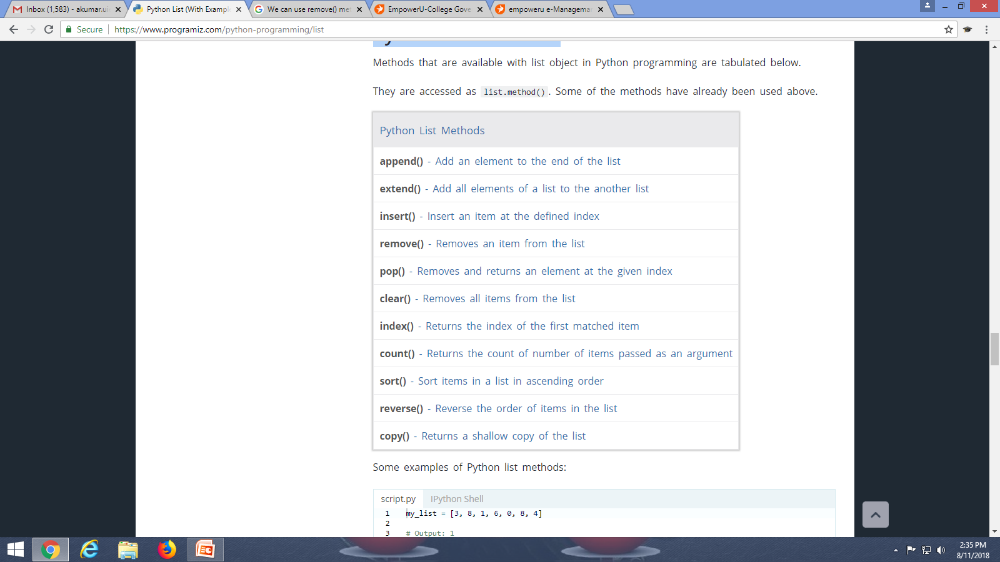 Inbox (1,583) - akumar.ui
Python List (With Exampl
We can use remove() me
EmpowerU-College Gove
empoweru e-Managema
Secure
https://www.programiz.com/python-programming/list
Methods that are available with list object in Python programming are tabulated below.
They are accessed as list.method(). Some of the methods have already been used above.
Python List Methods
append() - Add an element to the end of the list
extend() - Add all elements of a list to the another list
insert() - Insert an item at the defined index
remove() - Removes an item from the list
pop() - Removes and returns an element at the given index
clear() - Removes all items from the list
index() - Returns the index of the first matched item
count() - Returns the count of number of items passed as an argument
sort() - Sort items in a list in ascending order
reverse() - Reverse the order of items in the list
copy() - Returns a shallow copy of the list
Some examples of Python list methods:
script.py IPython Shell
1 my_list = [3, 8, 1, 6, 0, 8, 4]
2
3 # Output: 1
2:35 PM
8/11/2018